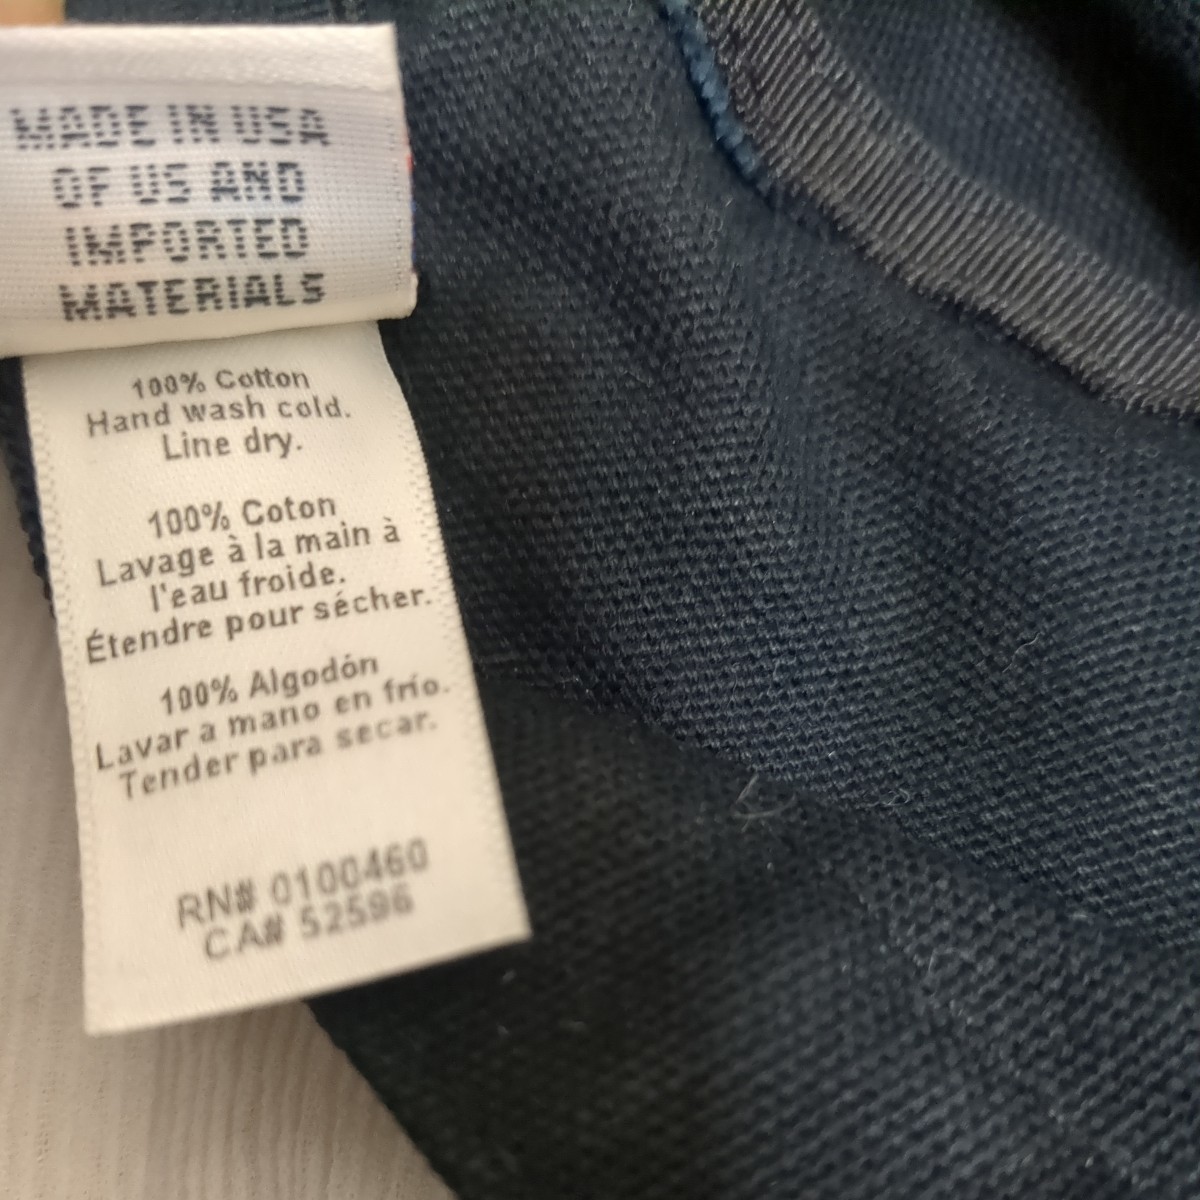 MADE IN USA
OF US AND
IMPORTED
MATERIALS
100% Cotton
Hand wash cold.
Line dry.
100% Coton
Lavage à la main à
l'eau froide.
Étendre pour sécher.
100% Algodón
Lavar a mano en frío.
Tender para secar.
RN# 0100460
CA# 52596